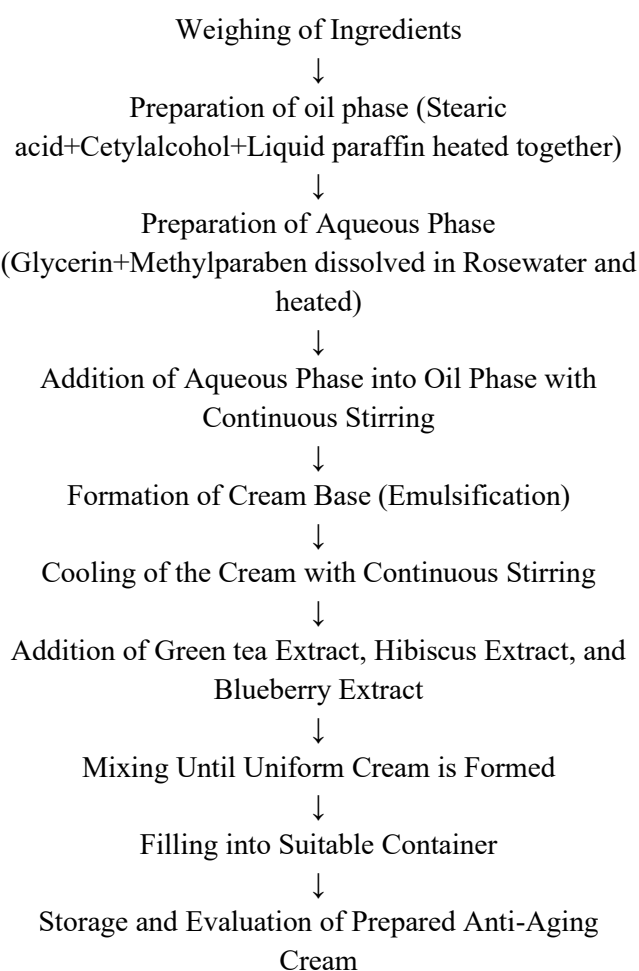 Weighing of Ingredients
↓
Preparation of oil phase (Stearic
acid+Cetylalcohol+Liquid paraffin heated together)
↓
Preparation of Aqueous Phase
(Glycerin+Methylparaben dissolved in Rosewater and
heated)
↓
Addition of Aqueous Phase into Oil Phase with
Continuous Stirring
↓
Formation of Cream Base (Emulsification)
↓
Cooling of the Cream with Continuous Stirring
↓
Addition of Green tea Extract, Hibiscus Extract, and
Blueberry Extract
↓
Mixing Until Uniform Cream is Formed
↓
Filling into Suitable Container
↓
Storage and Evaluation of Prepared Anti-Aging
Cream